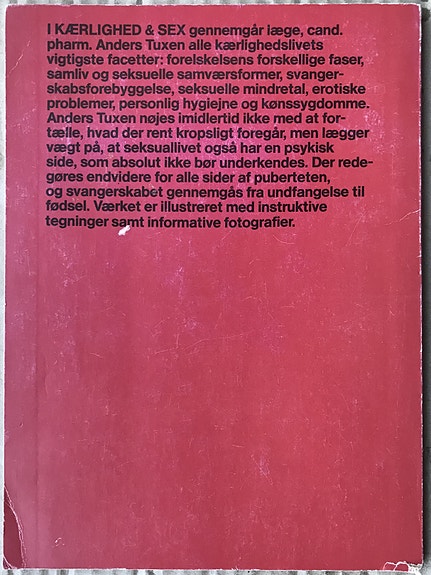 I KÆRLIGHED & SEX gennemgår læge, cand.
pharm. Anders Tuxen alle kærlighedslivets
vigtigste facetter: forelskelsens forskellige faser,
samliv og seksuelle samværsformer, svanger-
skabsforebyggelse, seksuelle mindretal, erotiske
problemer, personlig hygiejne og kønssygdomme.
Anders Tuxen nøjes imidlertid ikke med at for-
tælle, hvad der rent kropsligt foregår, men lægger
vægt på, at seksuallivet også har en psykisk
side, som absolut ikke bør underkendes. Der rede-
gøres endvidere for alle sider af puberteten,
og svangerskabet gennemgås fra undfangelse til
fødsel. Værket er illustreret med instruktive
tegninger samt informative fotografier.